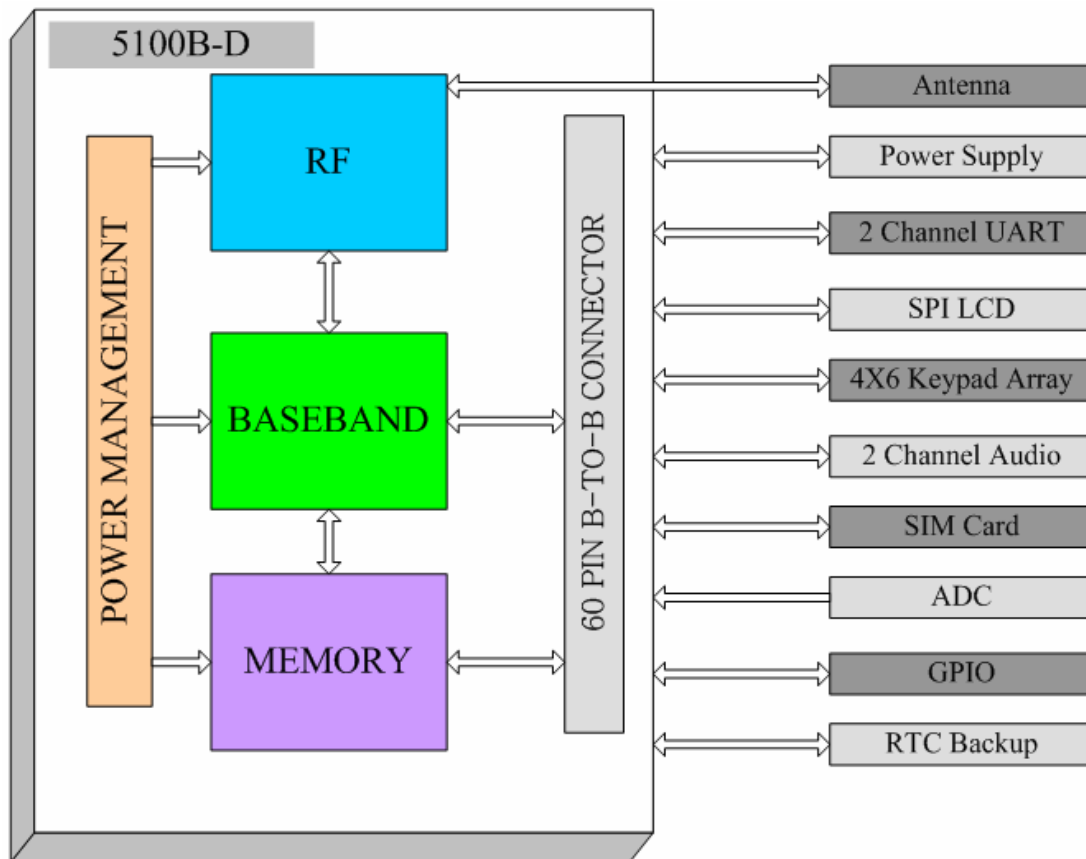 5100B-D
RF
POWER MANAGEMENT
BASEBAND
MEMORY
60 PIN B-TO-B CONNECTOR
Antenna
Power Supply
2 Channel UART
SPI LCD
4X6 Keypad Array
2 Channel Audio
SIM Card
ADC
GPIO
RTC Backup